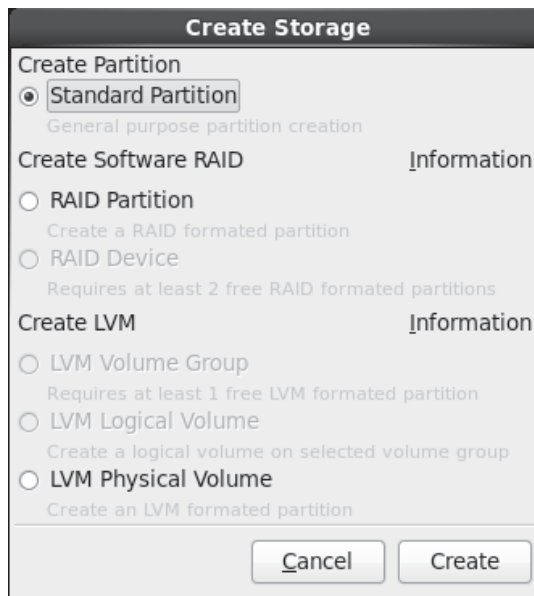 Create Storage
Create Partition
Standard Partition
General purpose partition creation
Create Software RAID Information
RAID Partition
Create a RAID formated partition
RAID Device
Requires at least 2 free RAID formated partitions
Create LVM Information
LVM Volume Group
Requires at least 1 free LVM formated partition
LVM Logical Volume
Create a logical volume on selected volume group
LVM Physical Volume
Create an LVM formated partition
Cancel Create